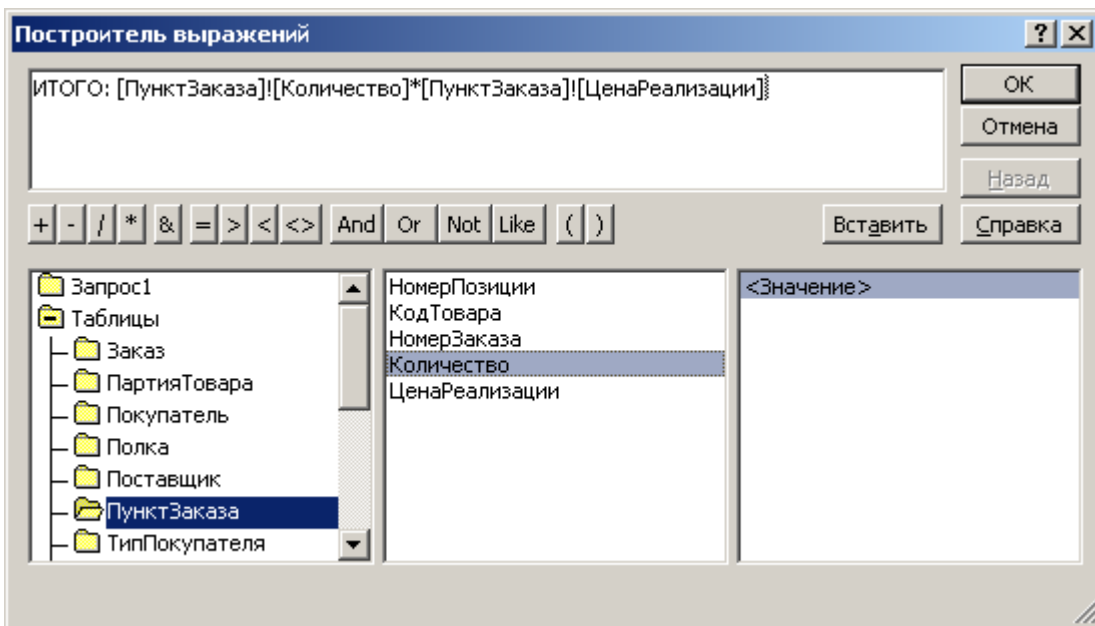 Построитель выражений
ИТОГО: [ПунктЗаказа]![Количество]*[ПунктЗаказа]![ЦенаРеализации]
OK
Отмена
Назад
+ - / * & = > < <> And Or Not Like ( ) Вставить Справка
Запрос1
Таблицы
Заказ
ПартияТовара
Покупатель
Полка
Поставщик
ПунктЗаказа
ТипПокупателя
НомерПозиции
КодТовара
НомерЗаказа
Количество
ЦенаРеализации
<Значение>